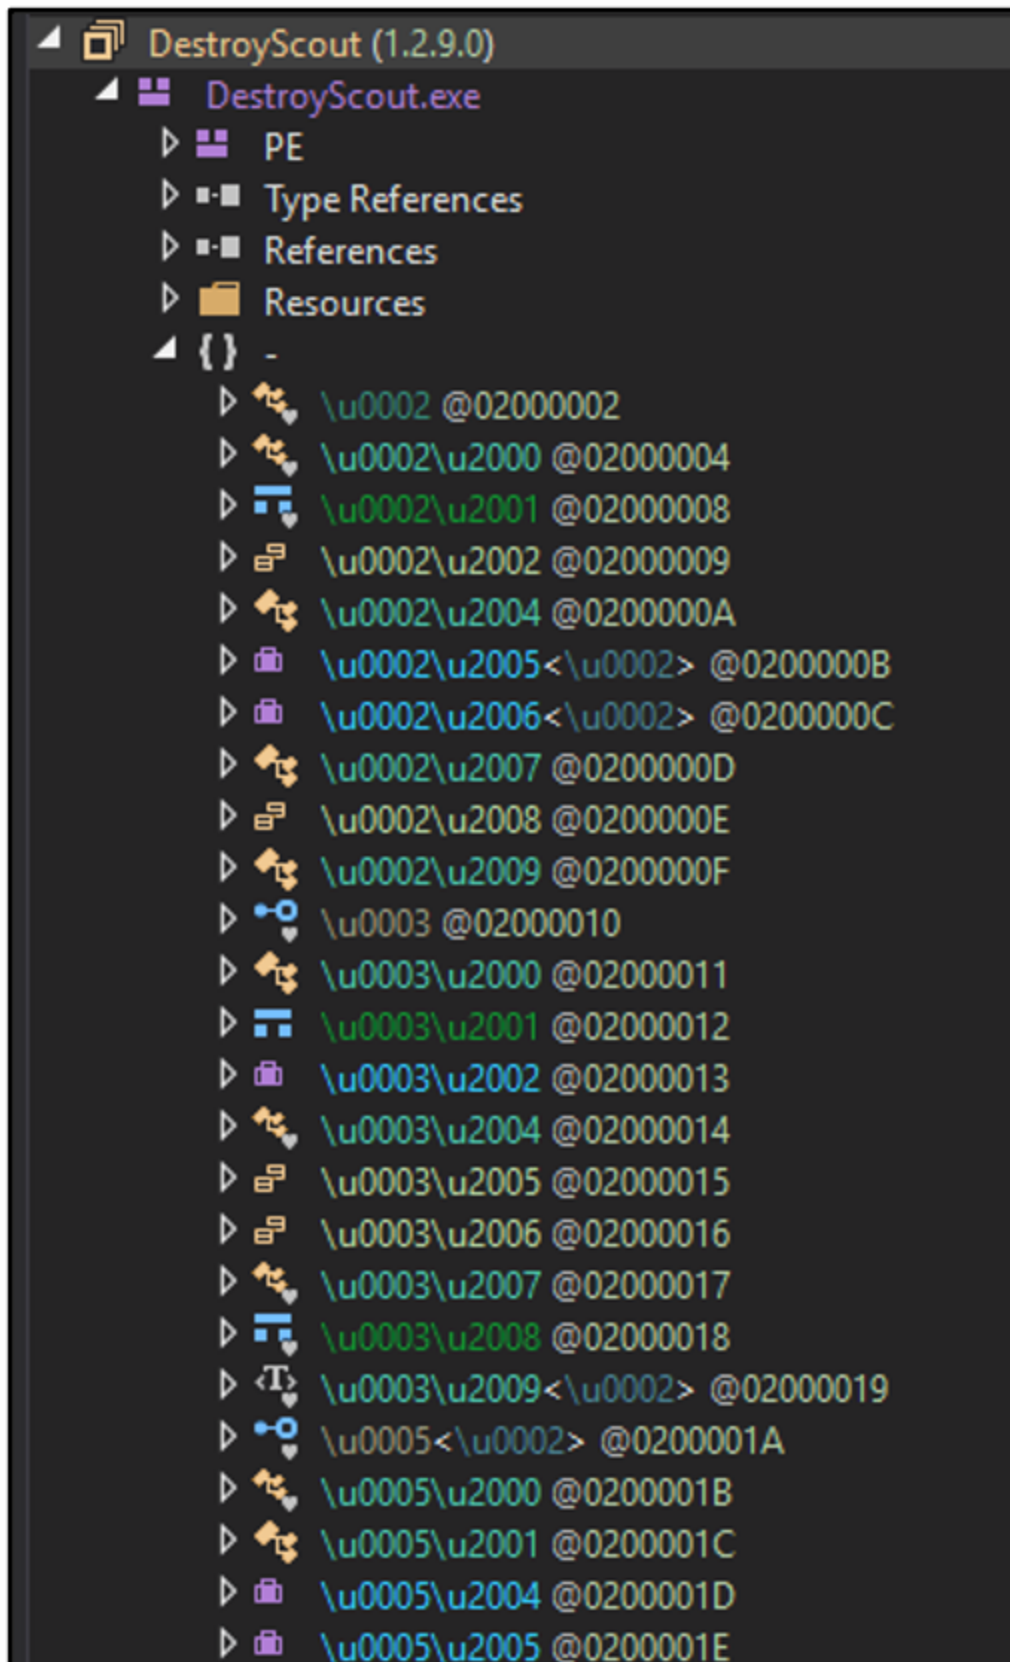 DestroyScout (1.2.9.0)
DestroyScout.exe
PE
Type References
References
Resources
{ } -
\u0002 @02000002
\u0002\u2000 @02000004
\u0002\u2001 @02000008
\u0002\u2002 @02000009
\u0002\u2004 @0200000A
\u0002\u2005<\u0002> @0200000B
\u0002\u2006<\u0002> @0200000C
\u0002\u2007 @0200000D
\u0002\u2008 @0200000E
\u0002\u2009 @0200000F
\u0003 @02000010
\u0003\u2000 @02000011
\u0003\u2001 @02000012
\u0003\u2002 @02000013
\u0003\u2004 @02000014
\u0003\u2005 @02000015
\u0003\u2006 @02000016
\u0003\u2007 @02000017
\u0003\u2008 @02000018
\u0003\u2009<\u0002> @02000019
\u0005<\u0002> @0200001A
\u0005\u2000 @0200001B
\u0005\u2001 @0200001C
\u0005\u2004 @0200001D
\u0005\u2005 @0200001E